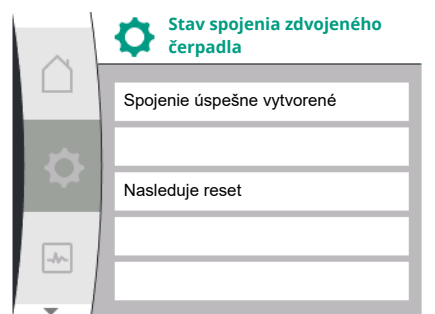 Stav spojenia zdvojeného
čerpadla
Spojenie úspešne vytvorené
Nasleduje reset